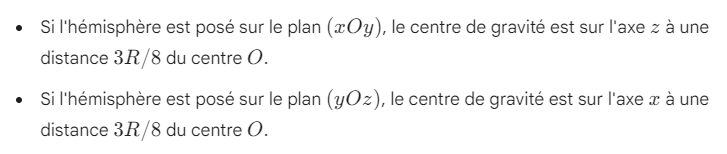 • Si l'hémisphère est posé sur le plan (xOy), le centre de gravité est sur l'axe z à une
distance 3R/8 du centre O.
• Si l'hémisphère est posé sur le plan (yOz), le centre de gravité est sur l'axe x à une
distance 3R/8 du centre O.